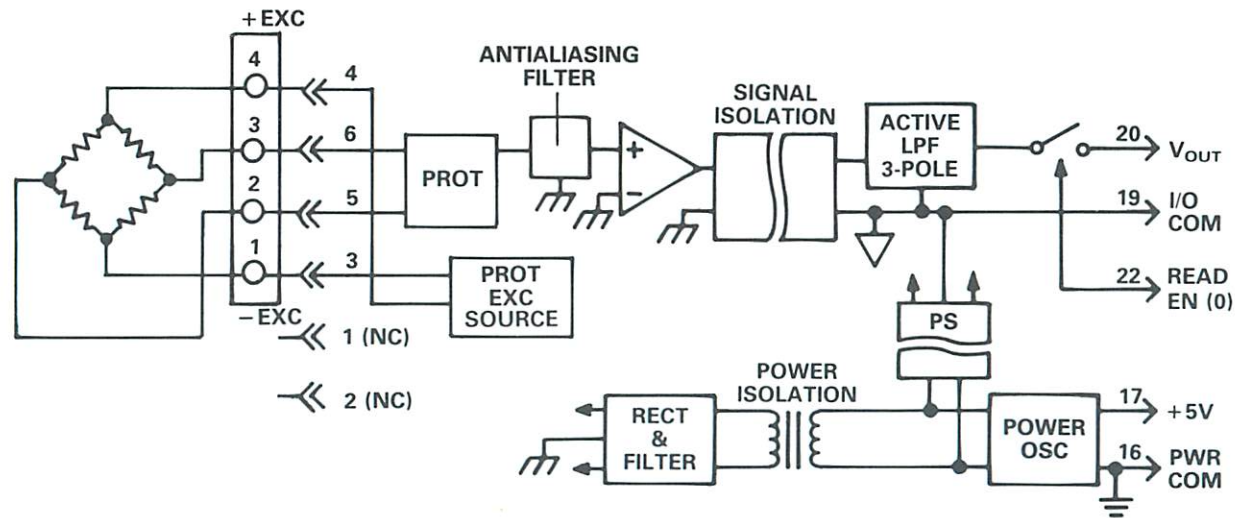 +EXC
4
4
3
6
2
5
1
3
−EXC
1 (NC)
2 (NC)
PROT
PROT
EXC
SOURCE
ANTIALIASING
FILTER
+
−
SIGNAL
ISOLATION
ACTIVE
LPF
3-POLE
20
VOUT
19
I/O
COM
22
READ
EN (0)
PS
POWER
ISOLATION
RECT
&
FILTER
POWER
OSC
17
+5V
16
PWR
COM